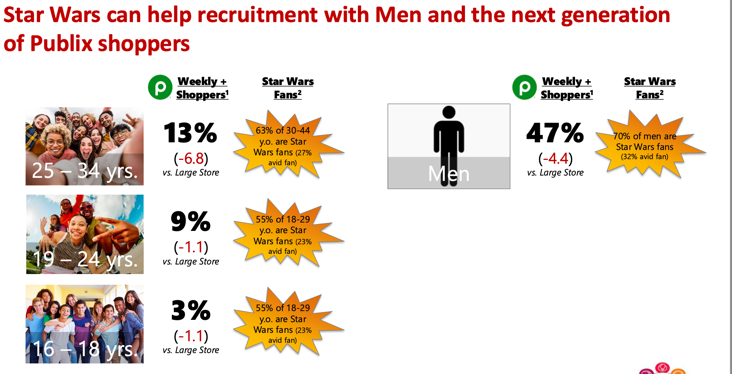 Star Wars can help recruitment with Men and the next generation
of Publix shoppers
p
Weekly +
Shoppers¹
Star Wars
Fans²
25 – 34 yrs.
13%
(-6.8)
vs. Large Store
63% of 30-44
y.o. are Star
Wars fans (27%
avid fan)
19 – 24 yrs.
9%
(-1.1)
vs. Large Store
55% of 18-29
y.o. are Star
Wars fans (23%
avid fan)
16 – 18 yrs.
3%
(-1.1)
vs. Large Store
55% of 18-29
y.o. are Star
Wars fans (23%
avid fan)
p
Weekly +
Shoppers¹
Star Wars
Fans²
Men
47%
(-4.4)
vs. Large Store
70% of men are
Star Wars fans
(32% avid fan)